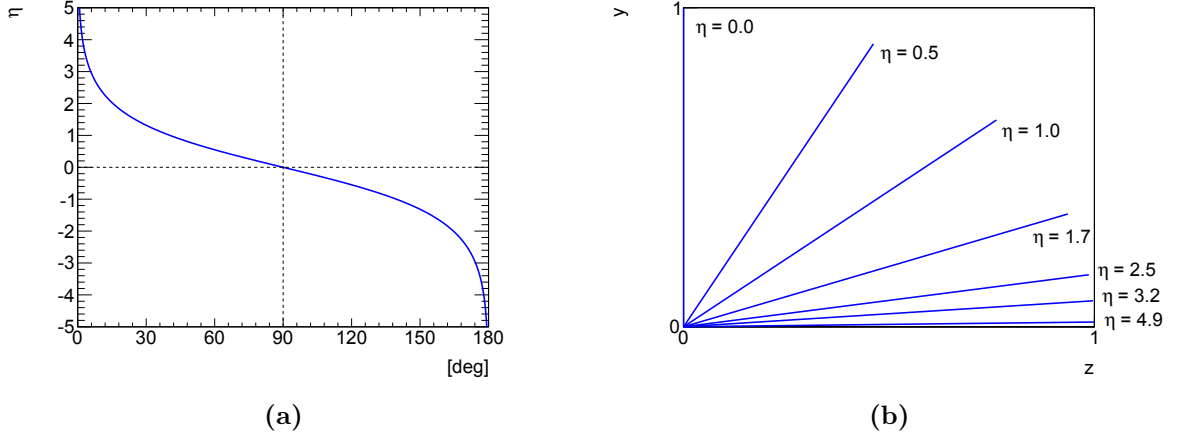 η
5
4
3
2
1
0
-1
-2
-3
-4
-5
0 30 60 90 120 150 180
[deg]
(a)
y
1
η = 0.0
η = 0.5
η = 1.0
η = 1.7
η = 2.5
η = 3.2
η = 4.9
0
0 1
z
(b)